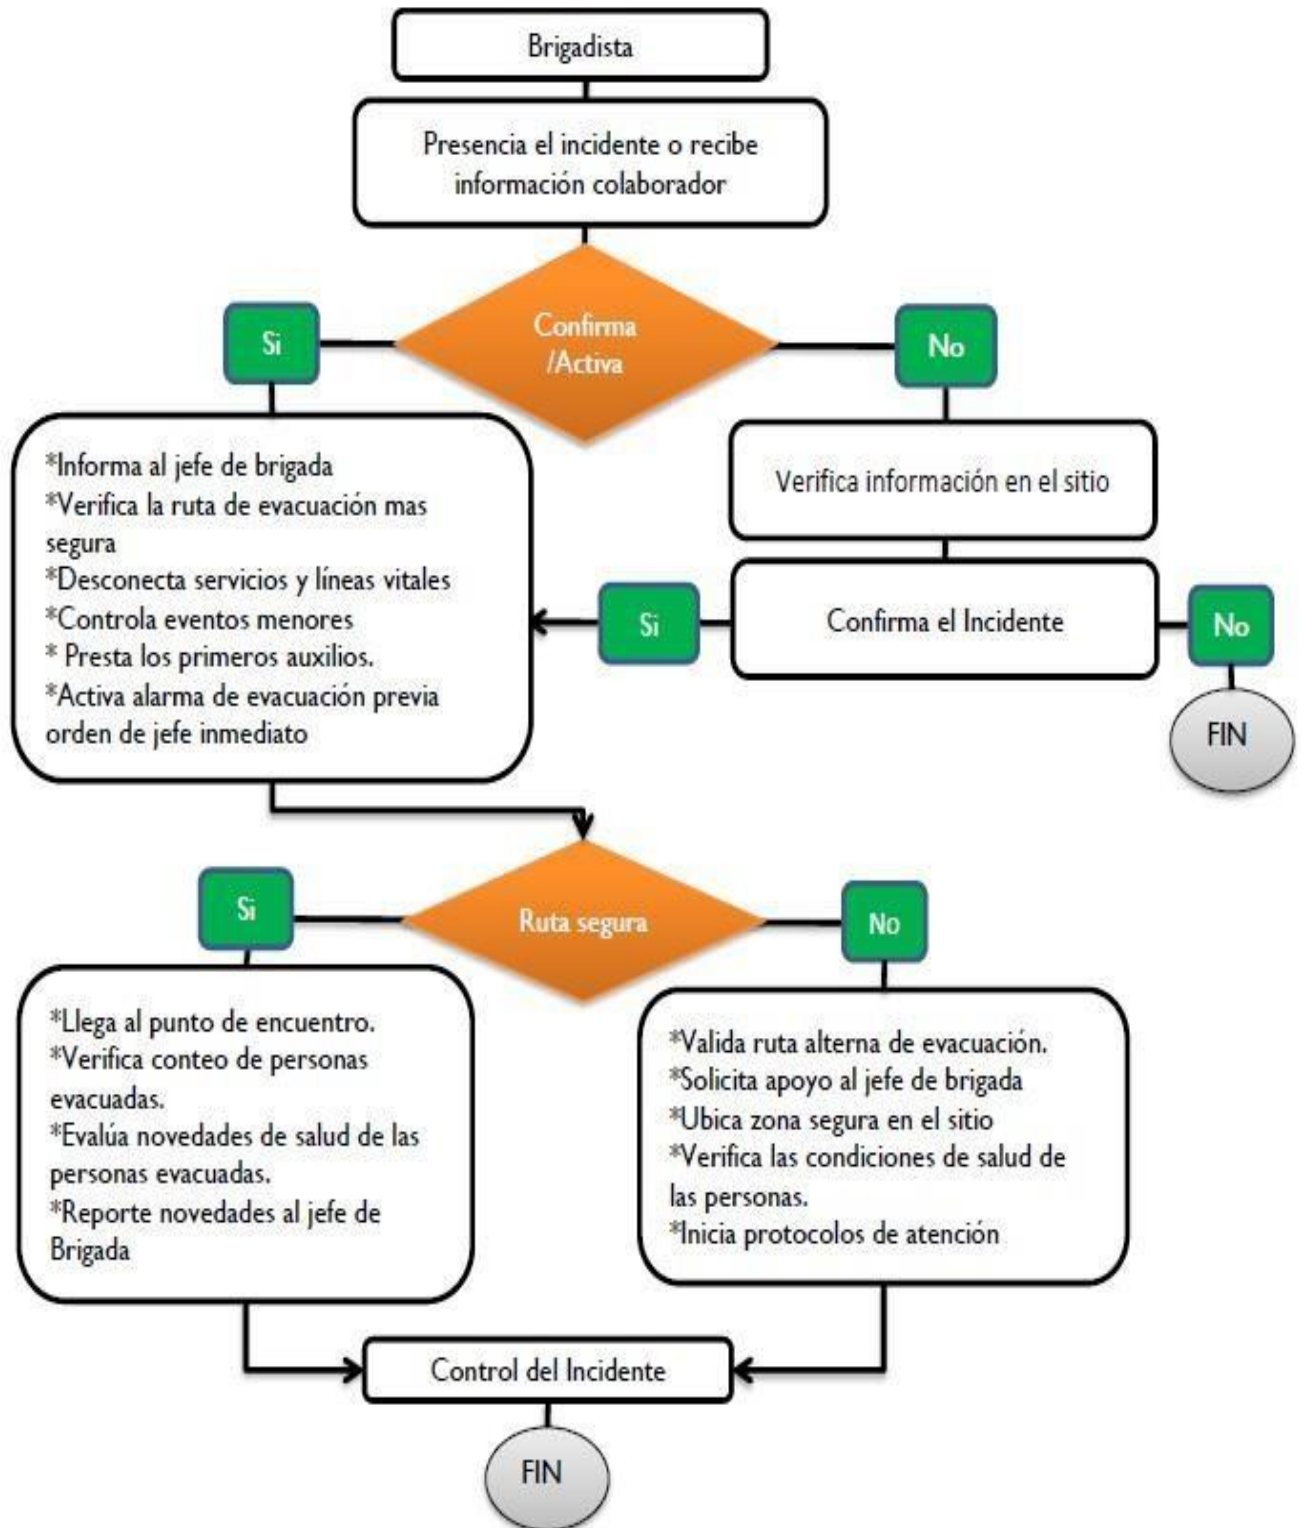 Brigadista
Presencia el incidente o recibe
información colaborador
Confirma
/Activa
Si
No
*Informa al jefe de brigada
*Verifica la ruta de evacuación mas
segura
*Desconecta servicios y líneas vitales
*Controla eventos menores
* Presta los primeros auxilios.
*Activa alarma de evacuación previa
orden de jefe inmediato
Verifica información en el sitio
Confirma el Incidente
Si
No
FIN
Ruta segura
Si
No
*Llega al punto de encuentro.
*Verifica conteo de personas
evacuadas.
*Evalúa novedades de salud de las
personas evacuadas.
*Reporte novedades al jefe de
Brigada
*Valida ruta alterna de evacuación.
*Solicita apoyo al jefe de brigada
*Ubica zona segura en el sitio
*Verifica las condiciones de salud de
las personas.
*Inicia protocolos de atención
Control del Incidente
FIN